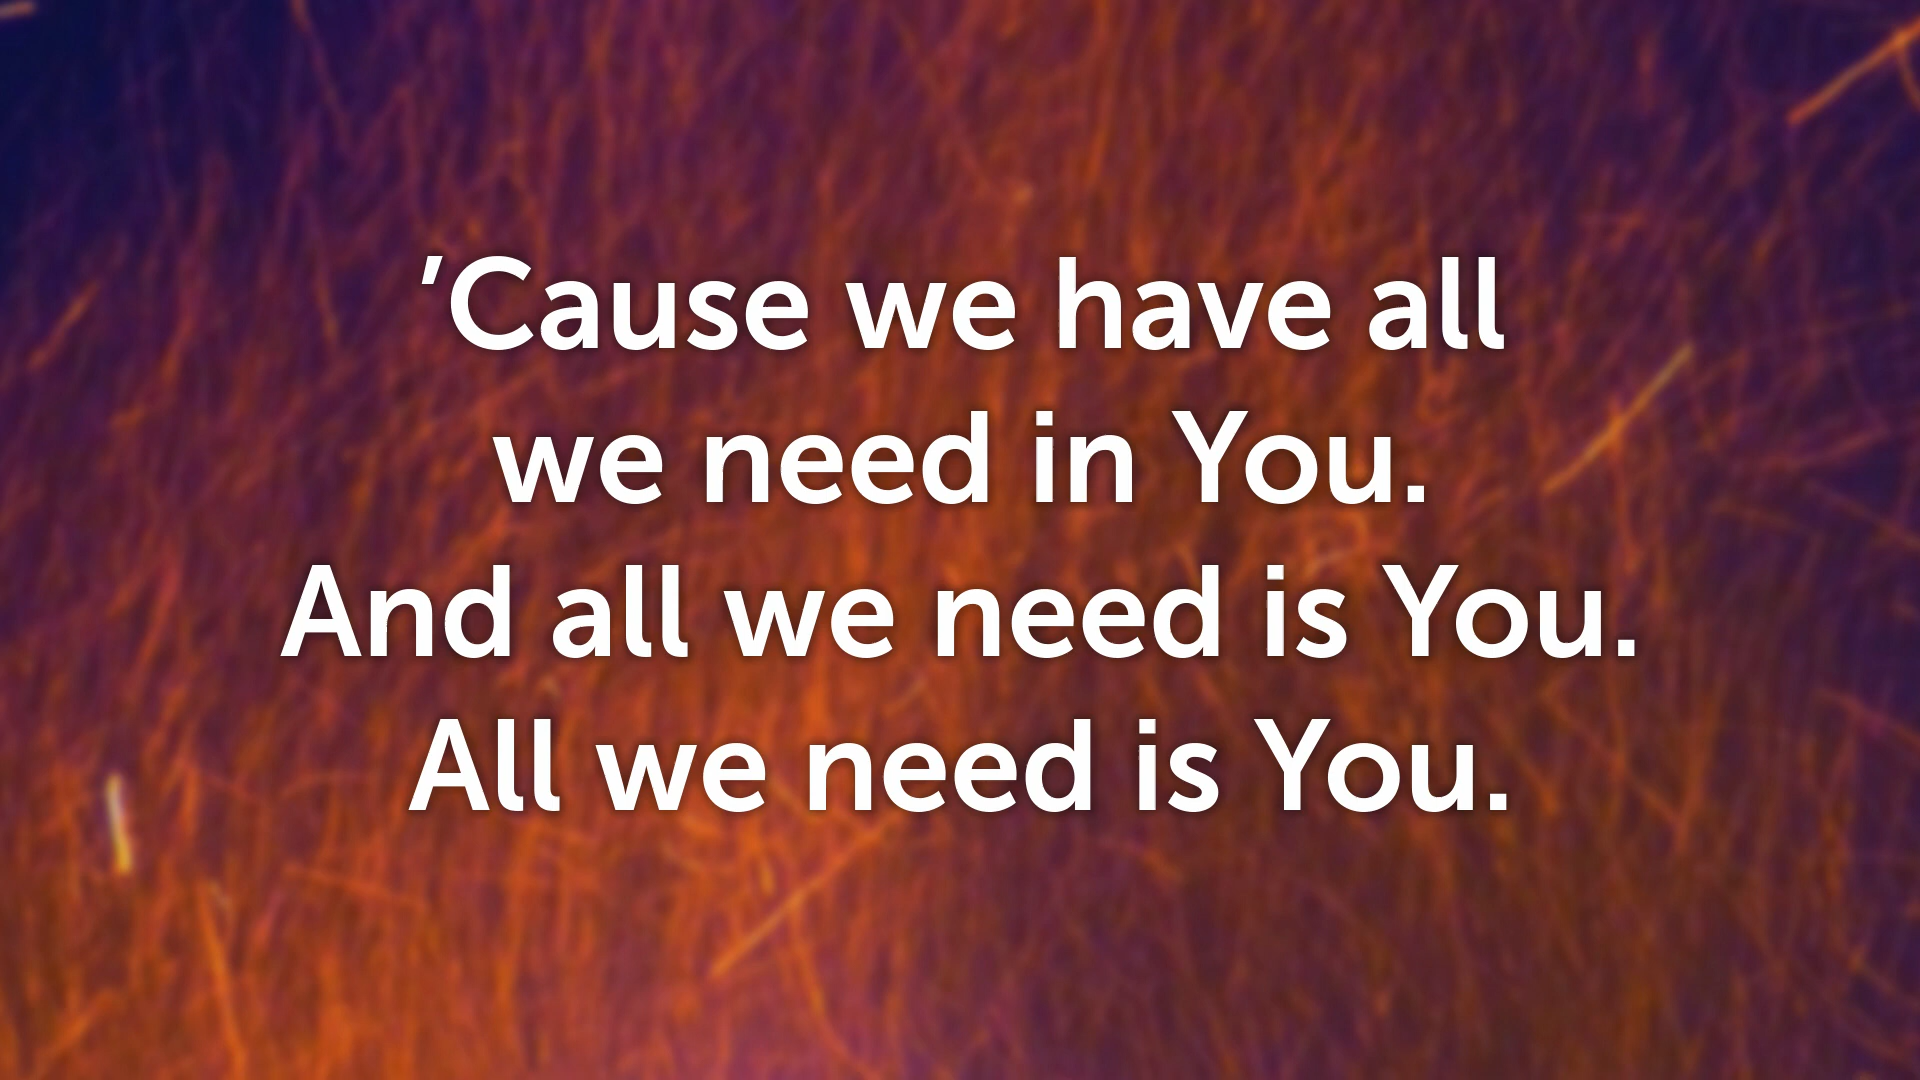 'Cause we have all
we need in You.
And all we need is You.
All we need is You.